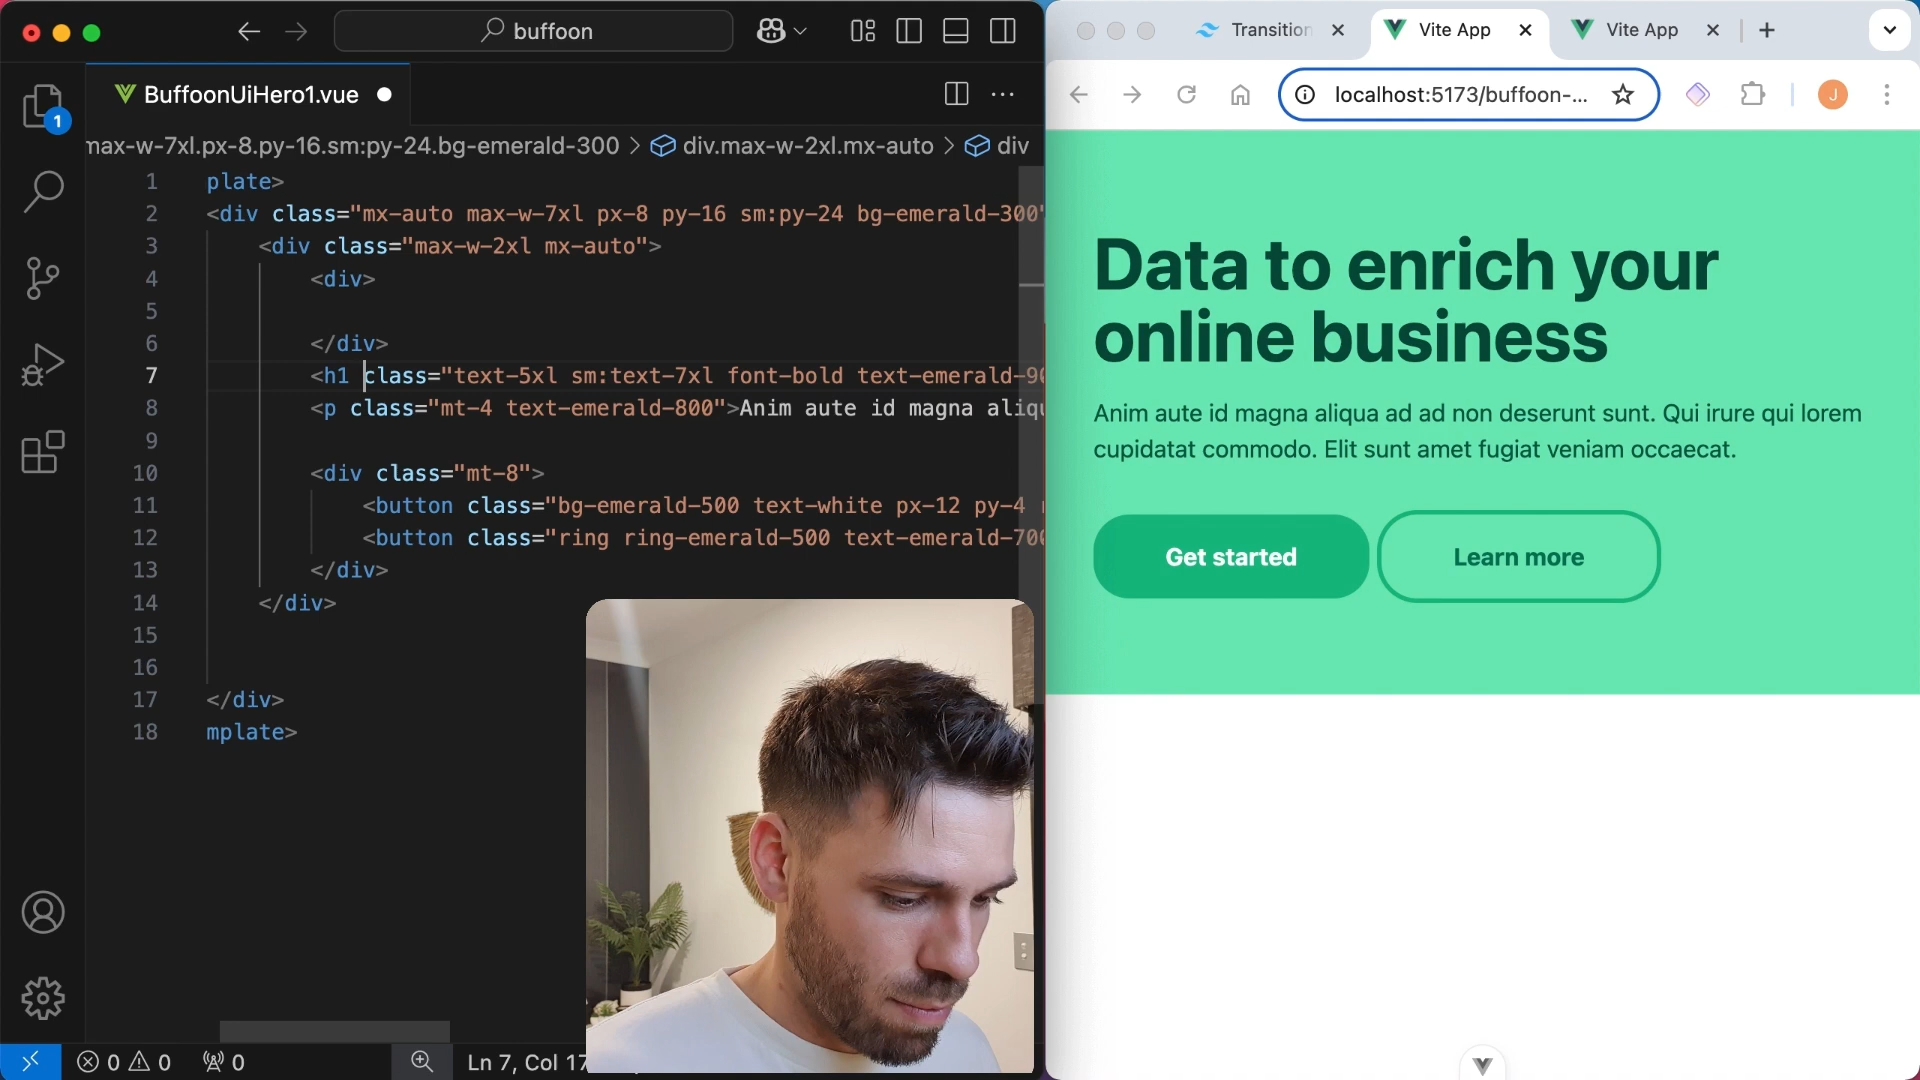 buffoon
BuffoonUiHero1.vue
1
max-w-7xl.px-8.py-16.sm:py-24.bg-emerald-300 > div.max-w-2xl.mx-auto > div
1 plate>
2 <div class="mx-auto max-w-7xl px-8 py-16 sm:py-24 bg-emerald-300"
3 <div class="max-w-2xl mx-auto">
4 <div>
5
6 </div>
7 <h1 class="text-5xl sm:text-7xl font-bold text-emerald-90
8 <p class="mt-4 text-emerald-800">Anim aute id magna aliqu
9
10 <div class="mt-8">
11 <button class="bg-emerald-500 text-white px-12 py-4
12 <button class="ring ring-emerald-500 text-emerald-700
13 </div>
14 </div>
15
16
17 </div>
18 mplate>
0 0 0 Ln 7, Col 17
Transition
Vite App
Vite App
localhost:5173/buffoon-...
J
Data to enrich your
online business
Anim aute id magna aliqua ad ad non deserunt sunt. Qui irure qui lorem
cupidatat commodo. Elit sunt amet fugiat veniam occaecat.
Get started
Learn more